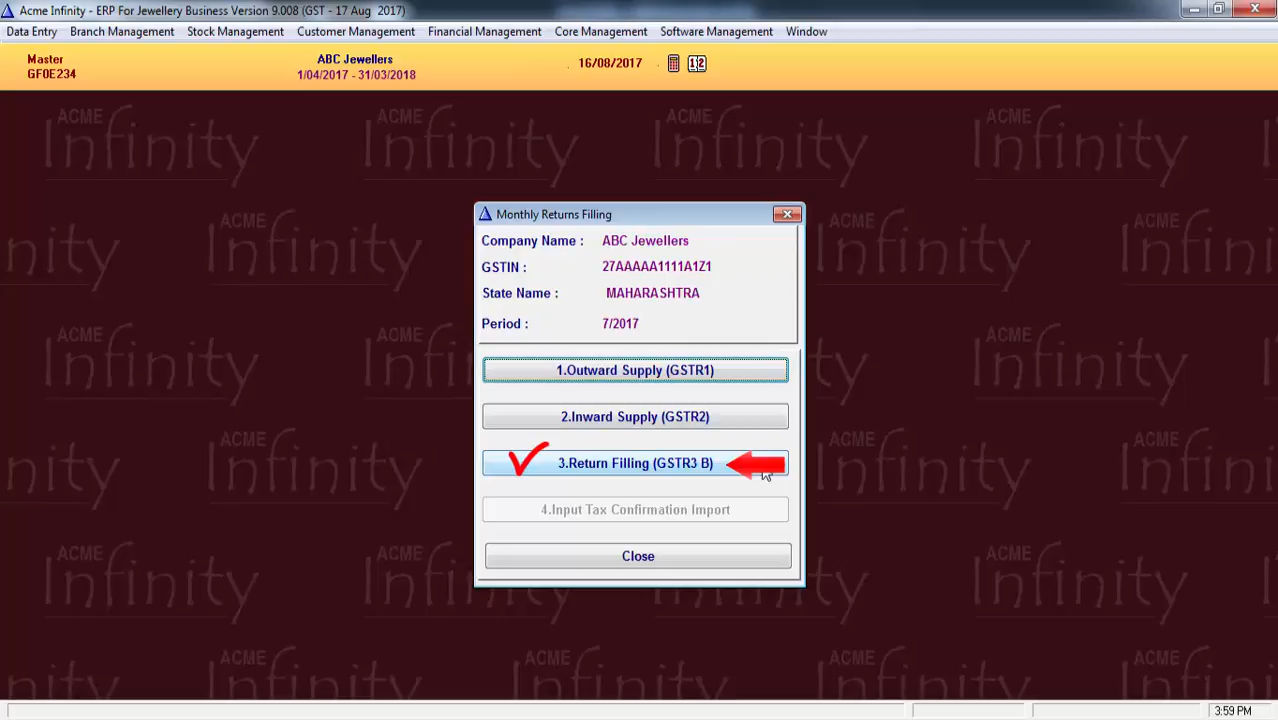 Acme Infinity - ERP For Jewellery Business Version 9.008 (GST - 17 Aug 2017)
Data Entry Branch Management Stock Management Customer Management Financial Management Core Management Software Management Window
Master
GF0E234
ABC Jewellers
1/04/2017 - 31/03/2018
16/08/2017
12
ACME Infinity
Monthly Returns Filling
Company Name : ABC Jewellers
GSTIN : 27AAAAA1111A1Z1
State Name : MAHARASHTRA
Period : 7/2017
1.Outward Supply (GSTR1)
2.Inward Supply (GSTR2)
3.Return Filling (GSTR3 B)
4.Input Tax Confirmation Import
Close
3:59 PM